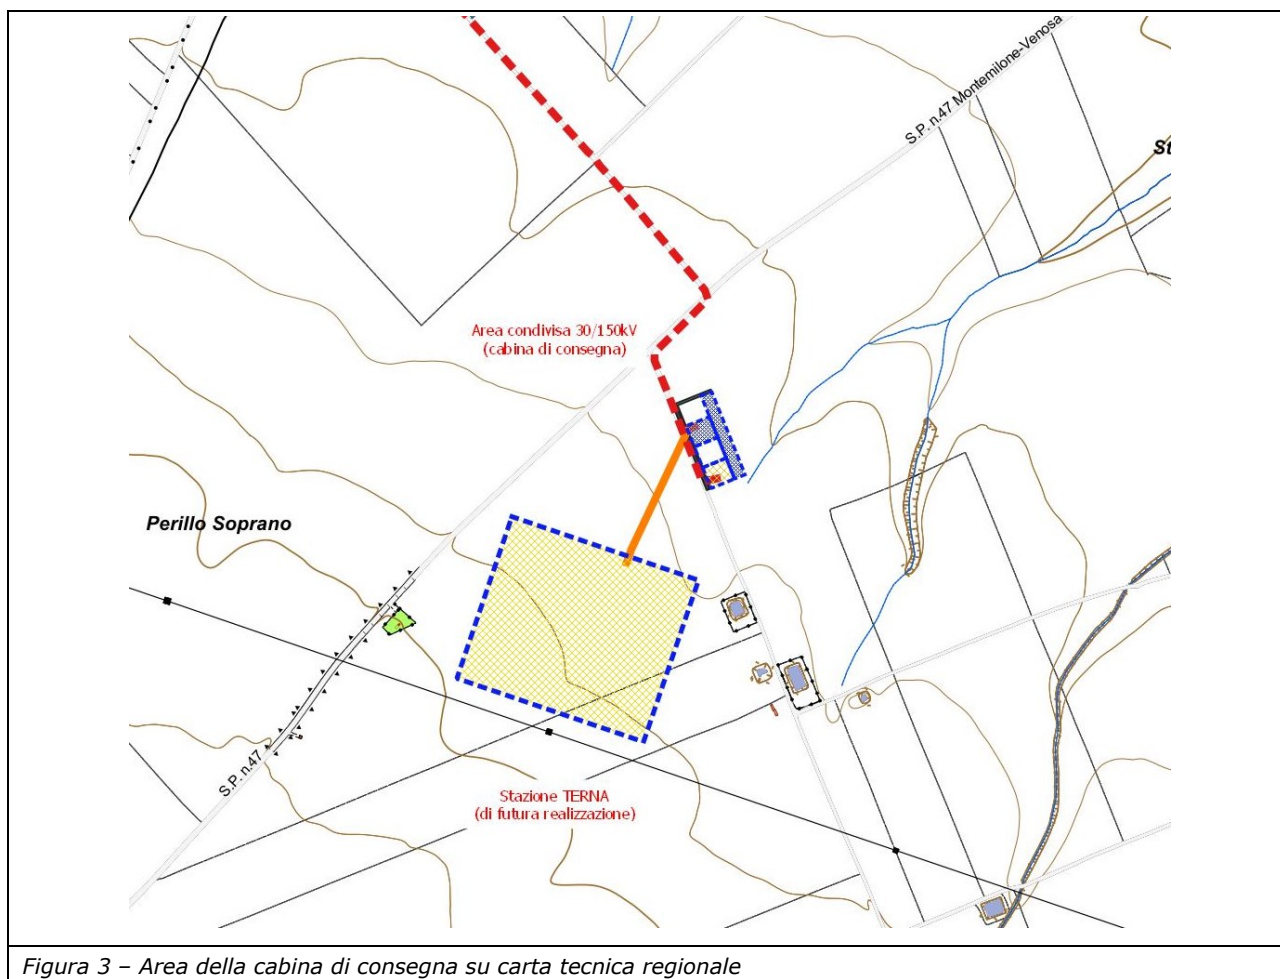 S.P. n.47 Montemilone-Venosa
St
Area condivisa 30/150kV
(cabina di consegna)
Perillo Soprano
S.P. n.47
Stazione TERNA
(di futura realizzazione)
Figura 3 – Area della cabina di consegna su carta tecnica regionale